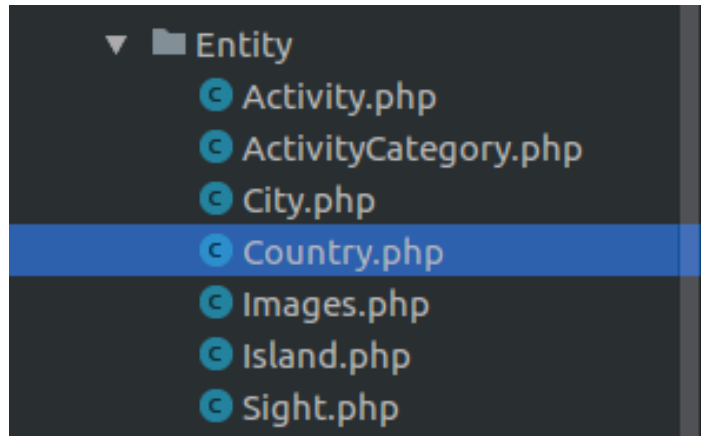 Entity
Activity.php
ActivityCategory.php
City.php
Country.php
Images.php
Island.php
Sight.php